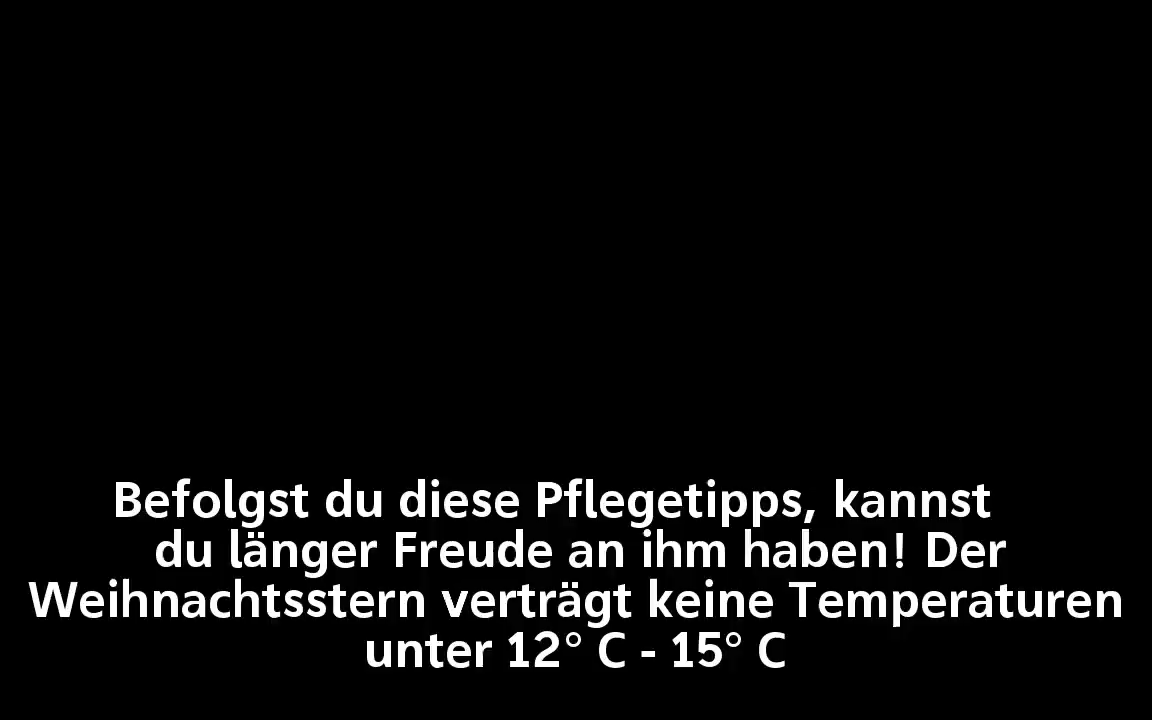 Befolgst du diese Pflegetipps, kannst
du länger Freude an ihm haben! Der
Weihnachtsstern verträgt keine Temperaturen
unter 12° C - 15° C